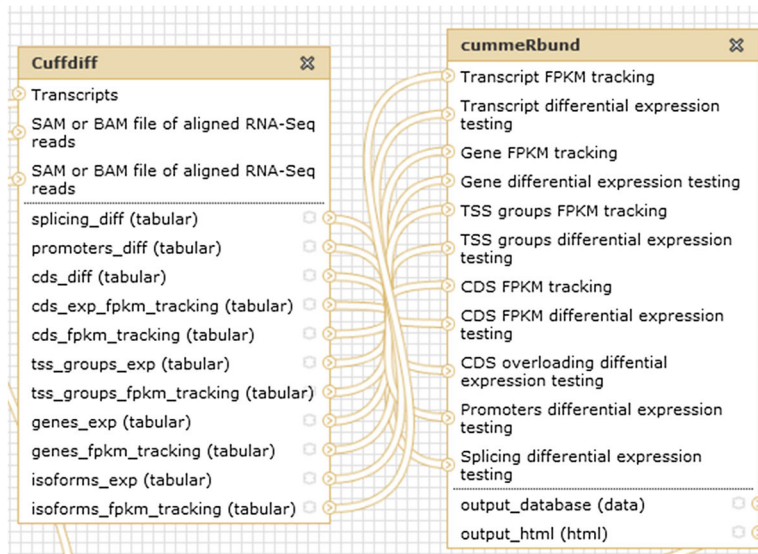 Cuffdiff
Transcripts
SAM or BAM file of aligned RNA-Seq
reads
SAM or BAM file of aligned RNA-Seq
reads
splicing_diff (tabular)
promoters_diff (tabular)
cds_diff (tabular)
cds_exp_fpkm_tracking (tabular)
cds_fpkm_tracking (tabular)
tss_groups_exp (tabular)
tss_groups_fpkm_tracking (tabular)
genes_exp (tabular)
genes_fpkm_tracking (tabular)
isoforms_exp (tabular)
isoforms_fpkm_tracking (tabular)
cummeRbund
Transcript FPKM tracking
Transcript differential expression
testing
Gene FPKM tracking
Gene differential expression testing
TSS groups FPKM tracking
TSS groups differential expression
testing
CDS FPKM tracking
CDS FPKM differential expression
testing
CDS overloading diffential
expression testing
Promoters differential expression
testing
Splicing differential expression
testing
output_database (data)
output_html (html)